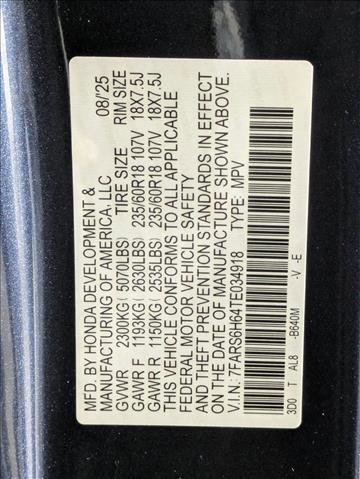 MFD. BY HONDA DEVELOPMENT & 08/'25
MANUFACTURING OF AMERICA, LLC
TIRE SIZE RIM SIZE
GVWR 2300KG ( 5070LBS)
GAWR F 1193KG ( 2630LBS) 235/60R18 107V 18X7.5J
GAWR R 1150KG ( 2535LBS) 235/60R18 107V 18X7.5J
THIS VEHICLE CONFORMS TO ALL APPLICABLE
FEDERAL MOTOR VEHICLE SAFETY
AND THEFT PREVENTION STANDARDS IN EFFECT
ON THE DATE OF MANUFACTURE SHOWN ABOVE.
V.I.N.: 7FARS6H64TE034918 TYPE: MPV
3D0 T AL8 -B640M -V -E